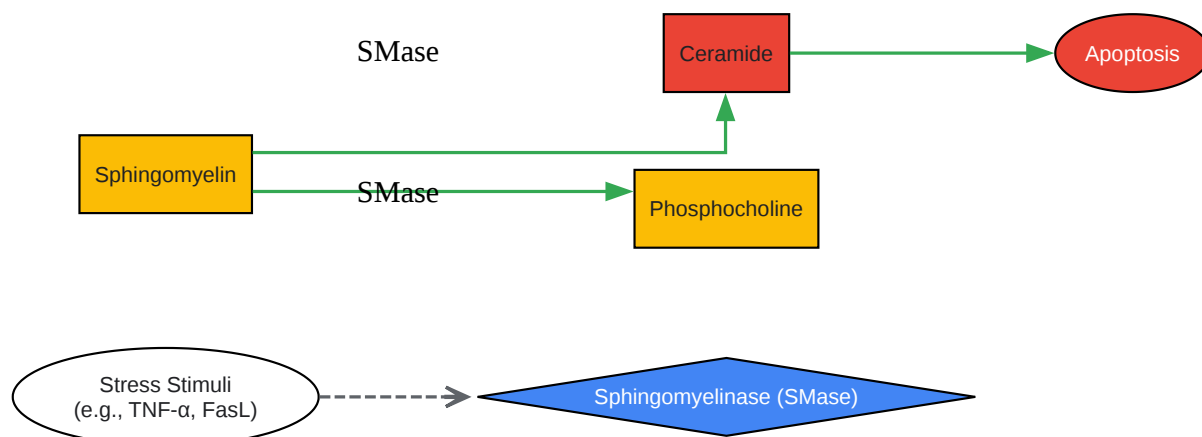 SMase
Ceramide
Apoptosis
Sphingomyelin
SMase
Phosphocholine
Stress Stimuli
(e.g., TNF-α, FasL)
Sphingomyelinase (SMase)